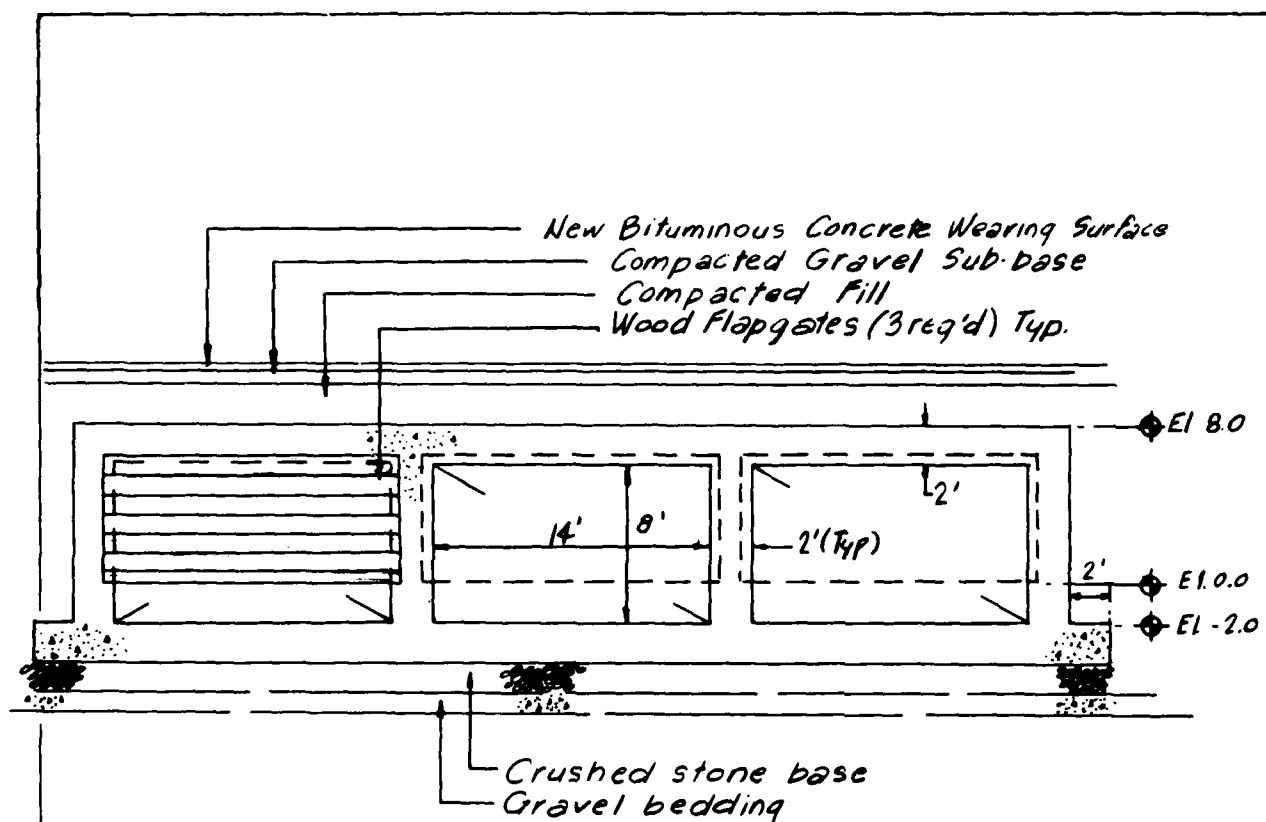 New Bituminous Concrete Wearing Surface
Compacted Gravel Sub-base
Compacted Fill
Wood Flapgates (3 req'd) Typ.
El 8.0
2'
14'
8'
2' (Typ)
2'
El. 0.0
El -2.0
Crushed stone base
Gravel bedding